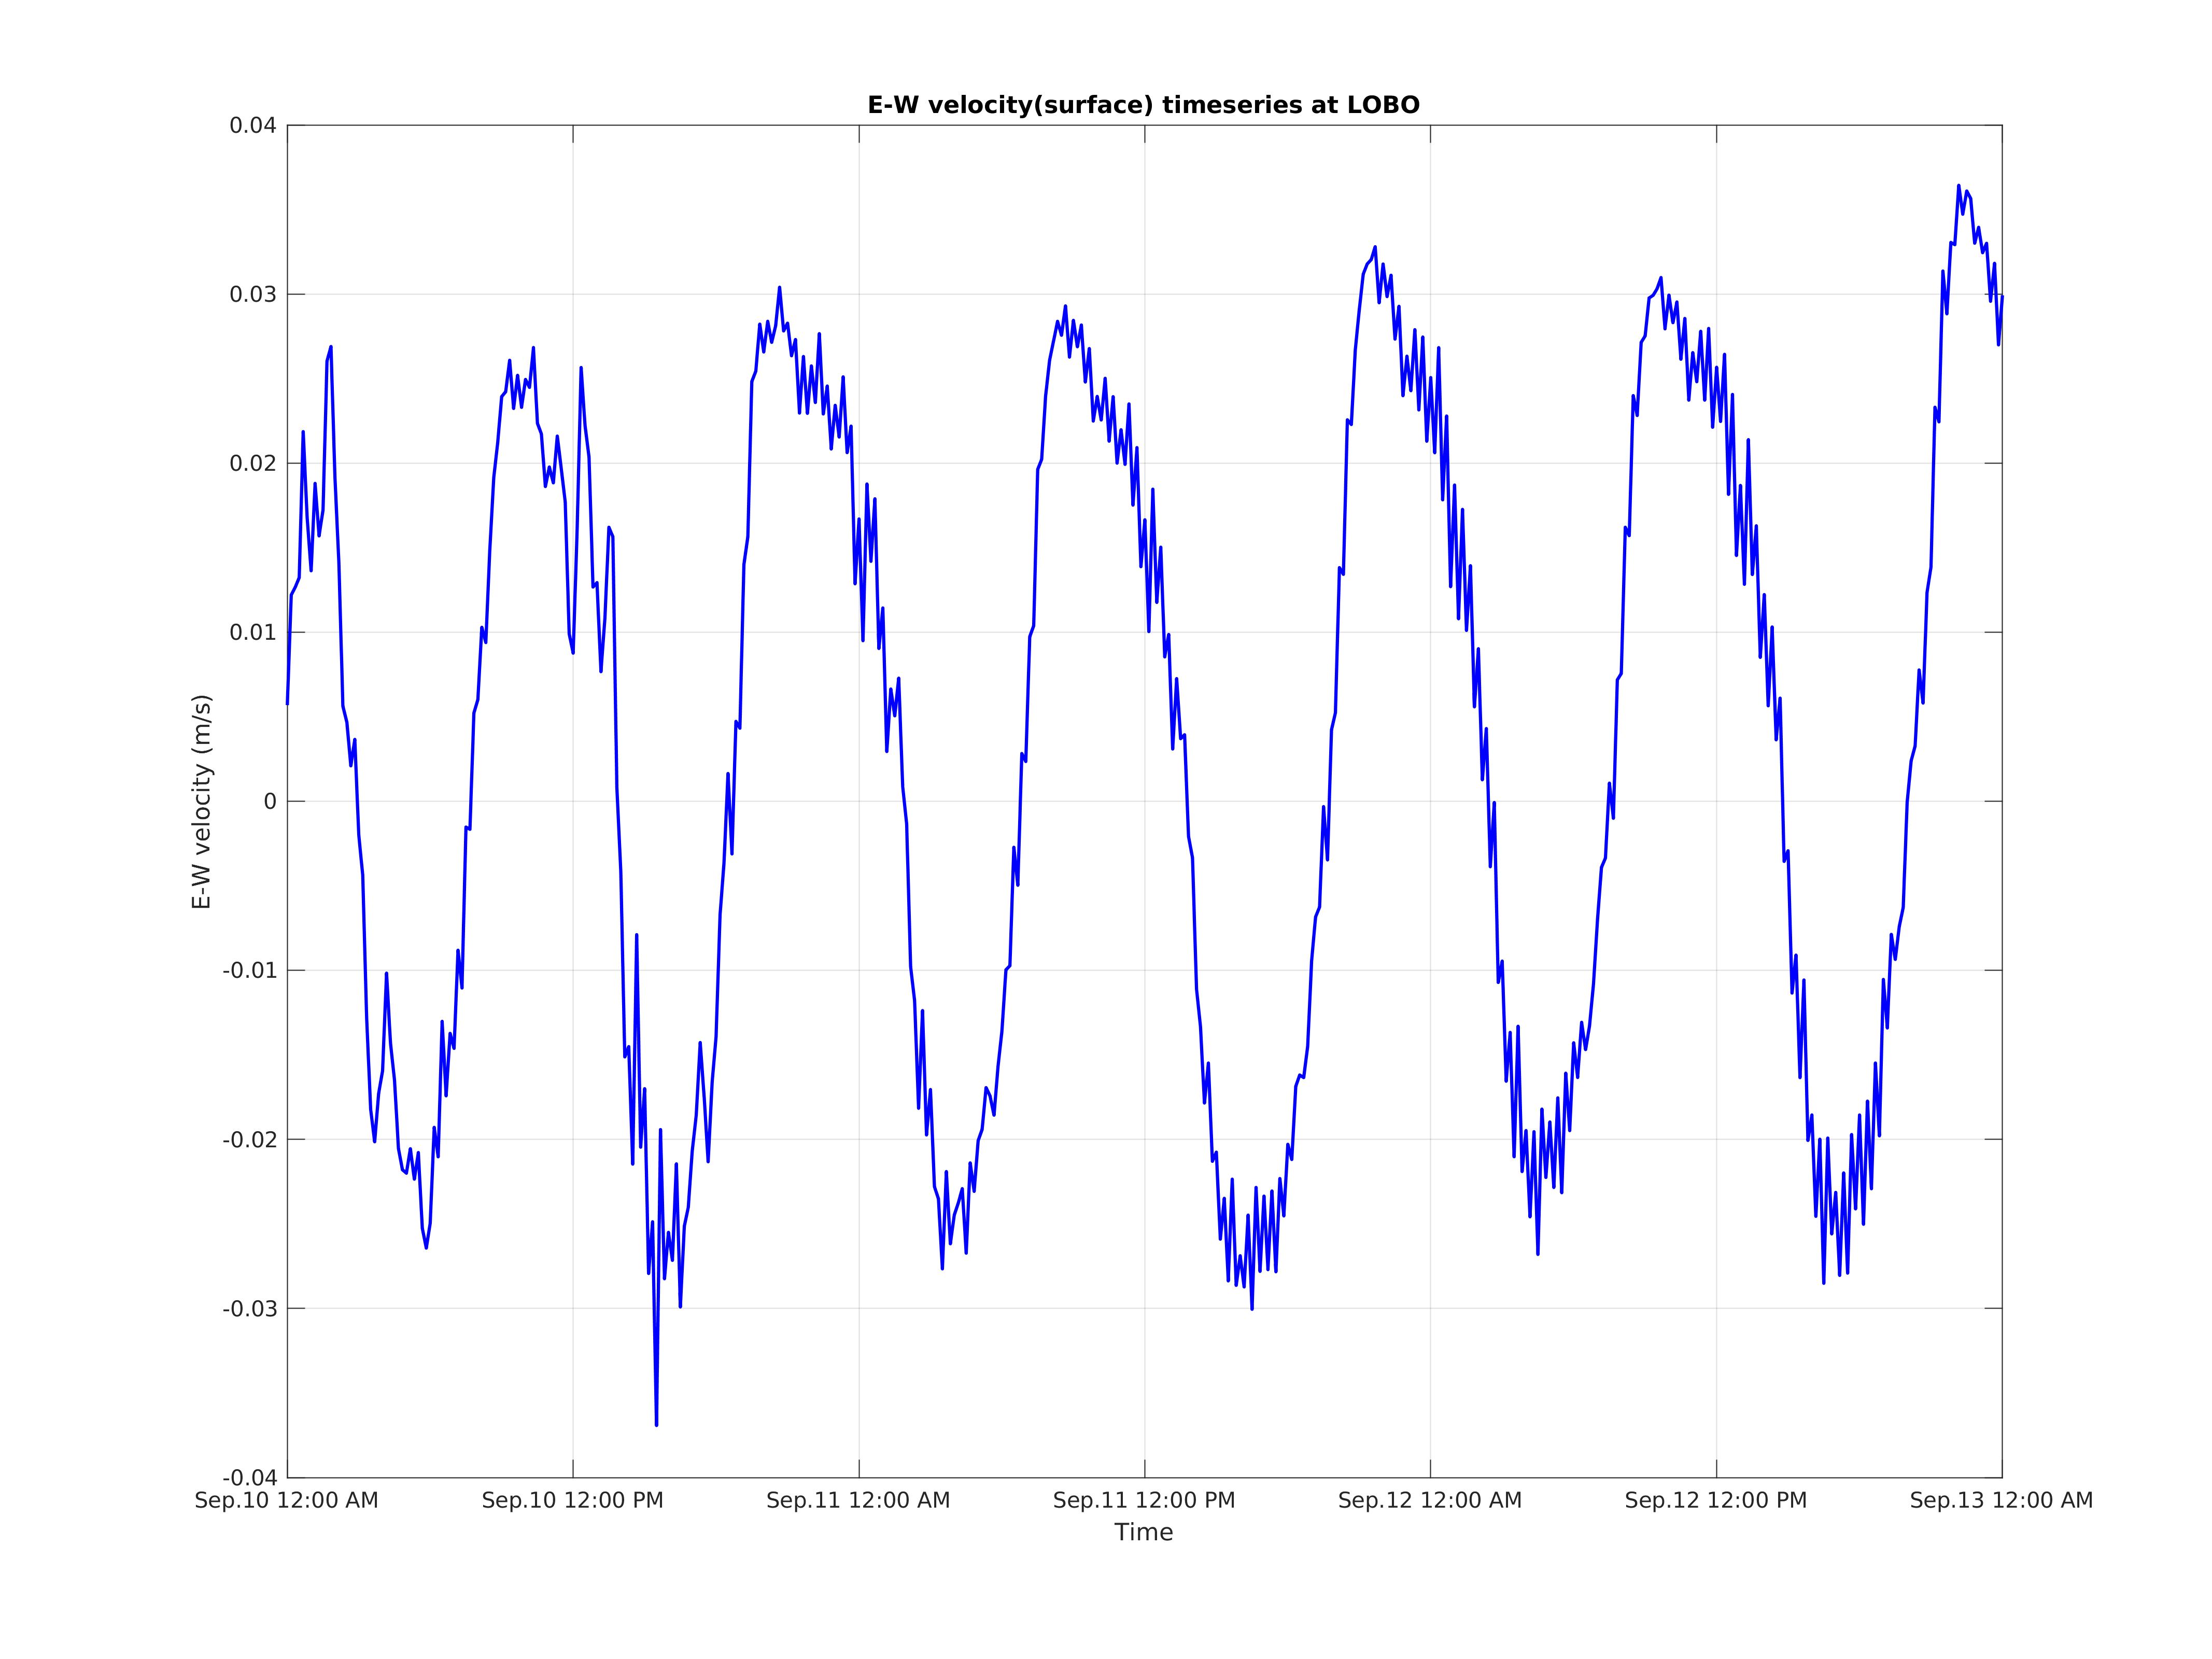 E-W velocity(surface) timeseries at LOBO
0.04
0.03
0.02
0.01
0
-0.01
-0.02
-0.03
-0.04
E-W velocity (m/s)
Sep.10 12:00 AM
Sep.10 12:00 PM
Sep.11 12:00 AM
Sep.11 12:00 PM
Sep.12 12:00 AM
Sep.12 12:00 PM
Sep.13 12:00 AM
Time